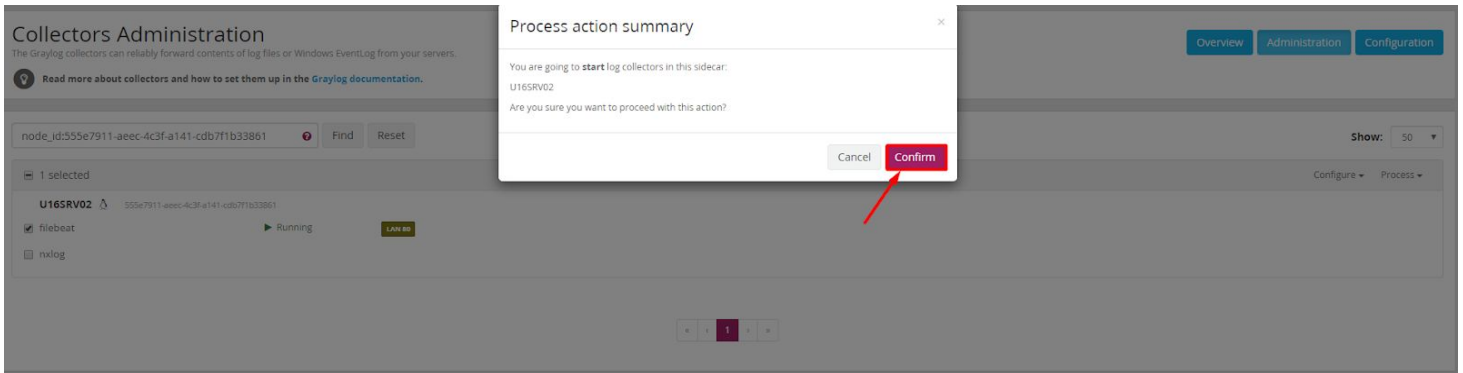 Collectors Administration
The Graylog collectors can reliably forward contents of log files or Windows EventLog from your servers.
Read more about collectors and how to set them up in the Graylog documentation.
Overview
Administration
Configuration
Process action summary
×
You are going to start log collectors in this sidecar:
U16SRV02
Are you sure you want to proceed with this action?
Cancel
Confirm
node_id:555e7911-aeec-4c3f-a141-cdb7f1b33861
Find
Reset
Show: 50
1 selected
Configure
Process
U16SRV02 555e7911-aeec-4c3f-a141-cdb7f1b33861
filebeat
Running
LAN 80
nxlog
« ‹ 1 › »